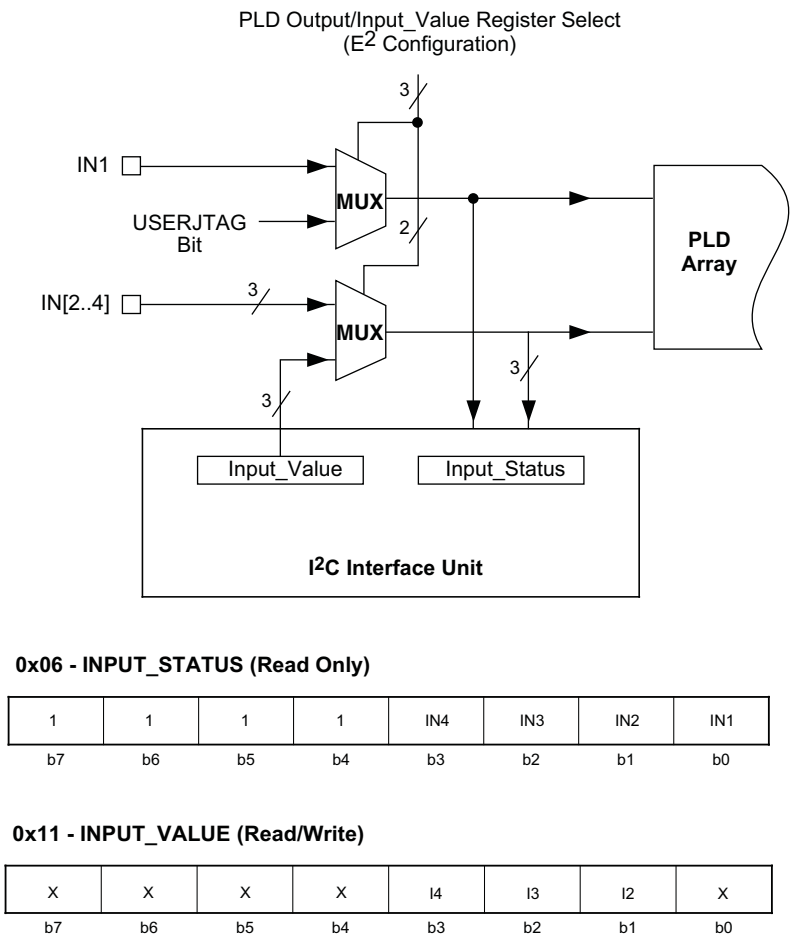 PLD Output/Input_Value Register Select
(E2 Configuration)
3
IN1
MUX
USERJTAG
Bit
2
PLD
Array
IN[2..4]
3
MUX
3
3
Input_Value
Input_Status
I2C Interface Unit
0x06 - INPUT_STATUS (Read Only)
1 1 1 1 IN4 IN3 IN2 IN1
b7 b6 b5 b4 b3 b2 b1 b0
0x11 - INPUT_VALUE (Read/Write)
X X X X I4 I3 I2 X
b7 b6 b5 b4 b3 b2 b1 b0